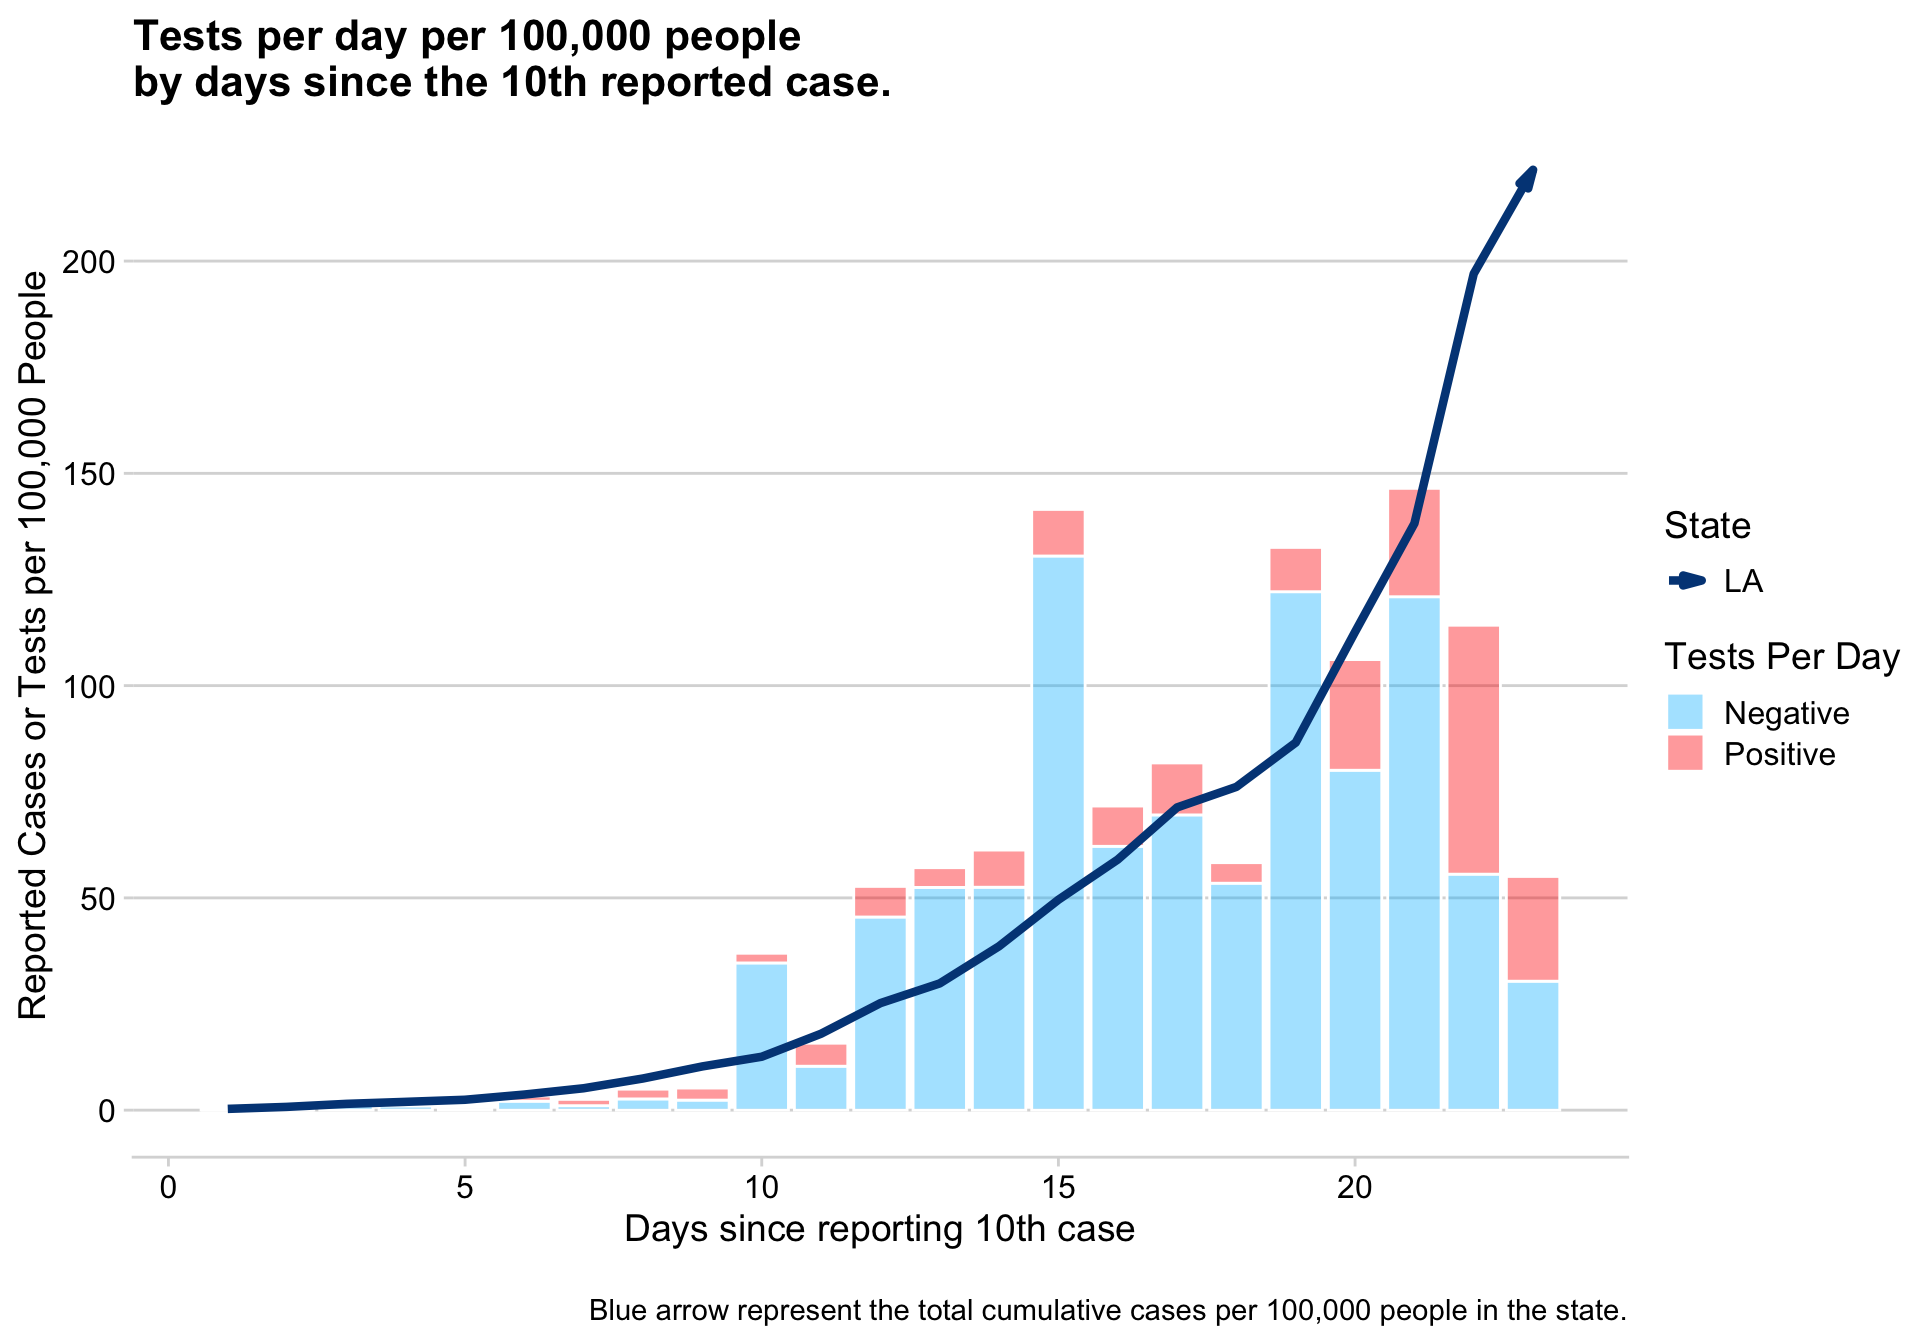 Tests per day per 100,000 people
by days since the 10th reported case.
Reported Cases or Tests per 100,000 People
200
150
100
50
0
0
5
10
15
20
Days since reporting 10th case
State
LA
Tests Per Day
Negative
Positive
Blue arrow represent the total cumulative cases per 100,000 people in the state.